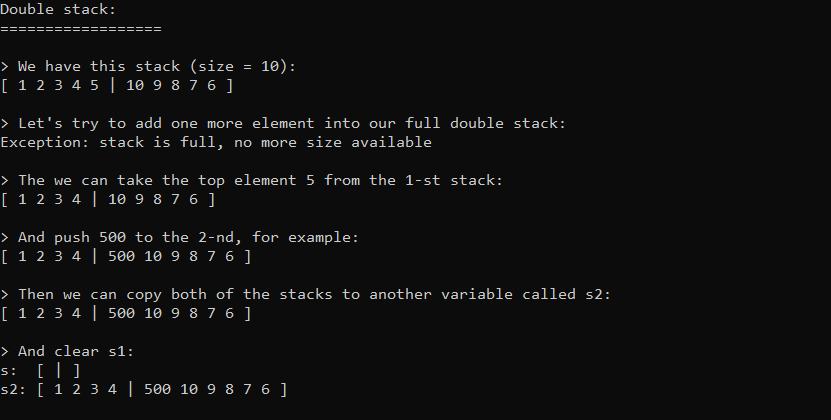 Double stack:
==================
> We have this stack (size = 10):
[ 1 2 3 4 5 | 10 9 8 7 6 ]
> Let's try to add one more element into our full double stack:
Exception: stack is full, no more size available
> The we can take the top element 5 from the 1-st stack:
[ 1 2 3 4 | 10 9 8 7 6 ]
> And push 500 to the 2-nd, for example:
[ 1 2 3 4 | 500 10 9 8 7 6 ]
> Then we can copy both of the stacks to another variable called s2:
[ 1 2 3 4 | 500 10 9 8 7 6 ]
> And clear s1:
s:  [ | ]
s2: [ 1 2 3 4 | 500 10 9 8 7 6 ]